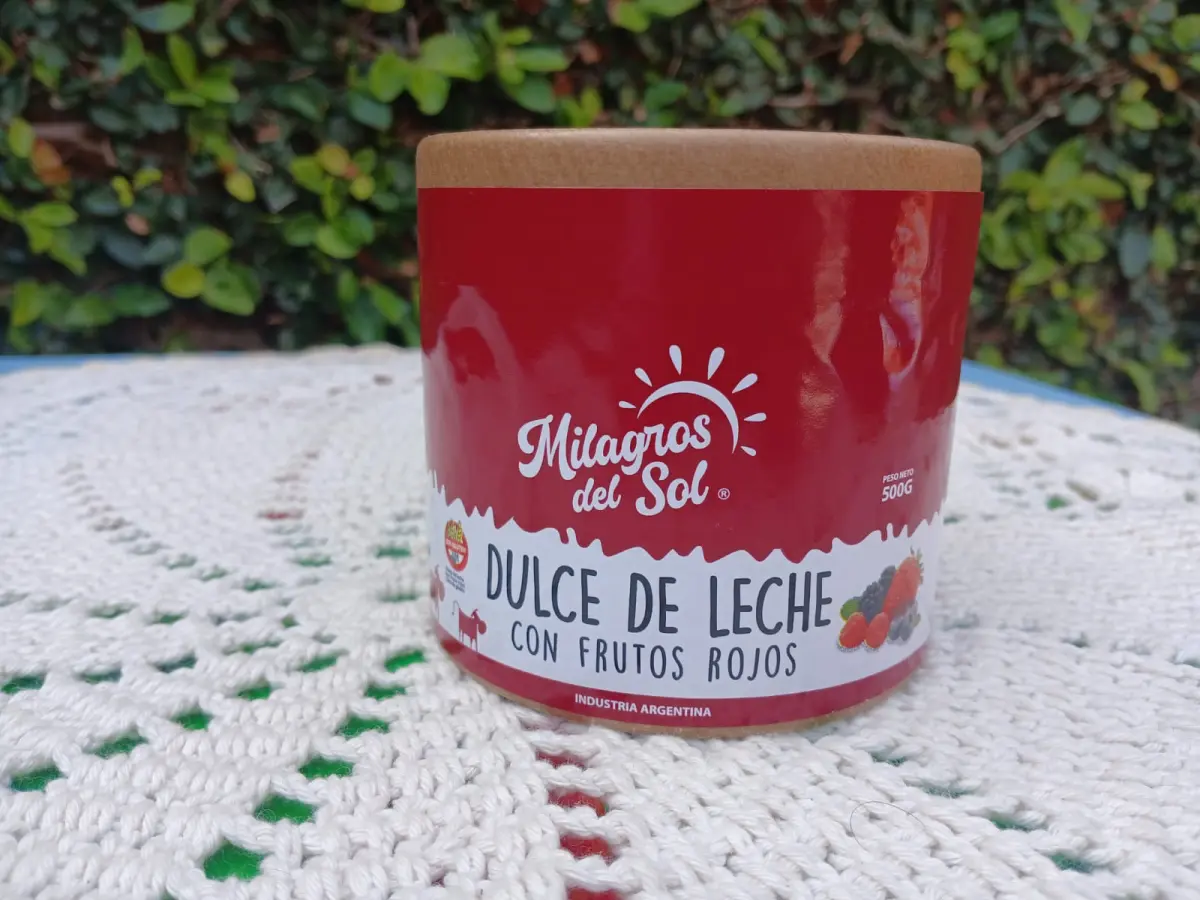 Milagros
del Sol ®
PESO NETO
500G
DULCE DE LECHE
CON FRUTOS ROJOS
INDUSTRIA ARGENTINA